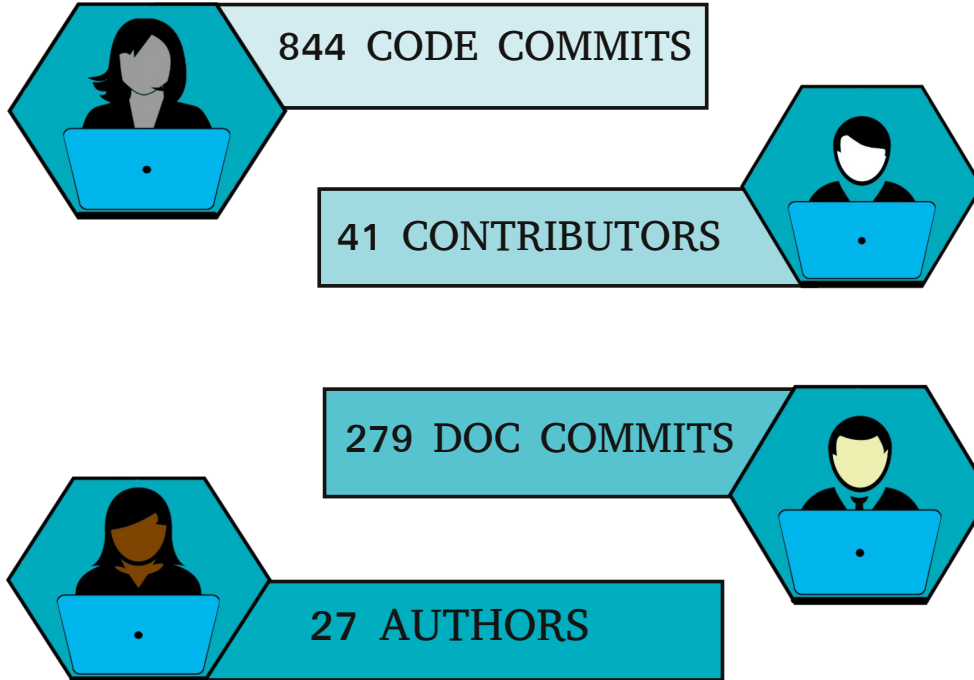 844 CODE COMMITS
41 CONTRIBUTORS
279 DOC COMMITS
27 AUTHORS